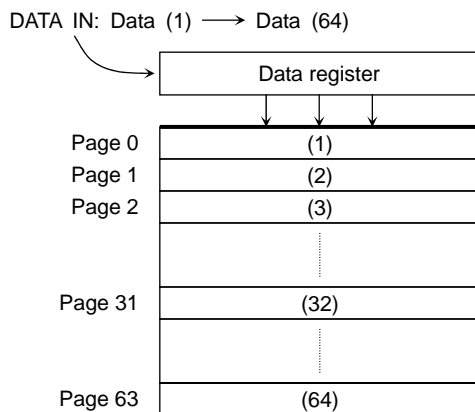 DATA IN: Data (1) ⟶ Data (64)
Data register
Page 0 (1)
Page 1 (2)
Page 2 (3)
Page 31 (32)
Page 63 (64)